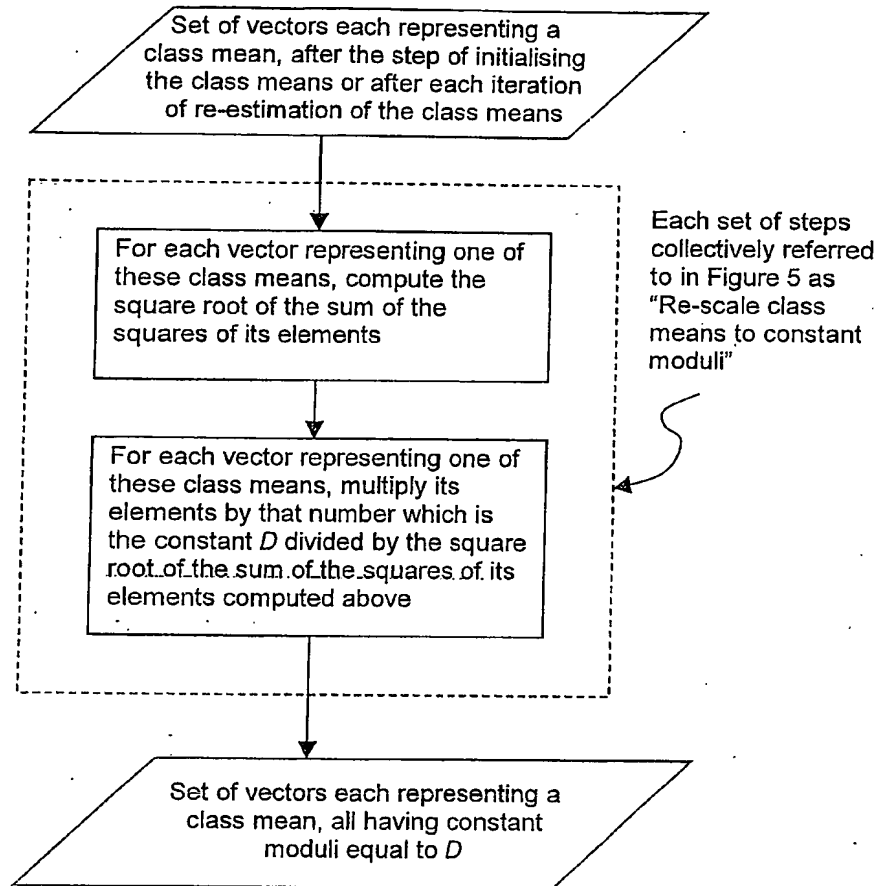 Set of vectors each representing a
class mean, after the step of initialising
the class means or after each iteration
of re-estimation of the class means
For each vector representing one of
these class means, compute the
square root of the sum of the
squares of its elements
Each set of steps
collectively referred
to in Figure 5 as
"Re-scale class
means to constant
moduli"
For each vector representing one of
these class means, multiply its
elements by that number which is
the constant D divided by the square
root of the sum of the squares of its
elements computed above
Set of vectors each representing a
class mean, all having constant
moduli equal to D